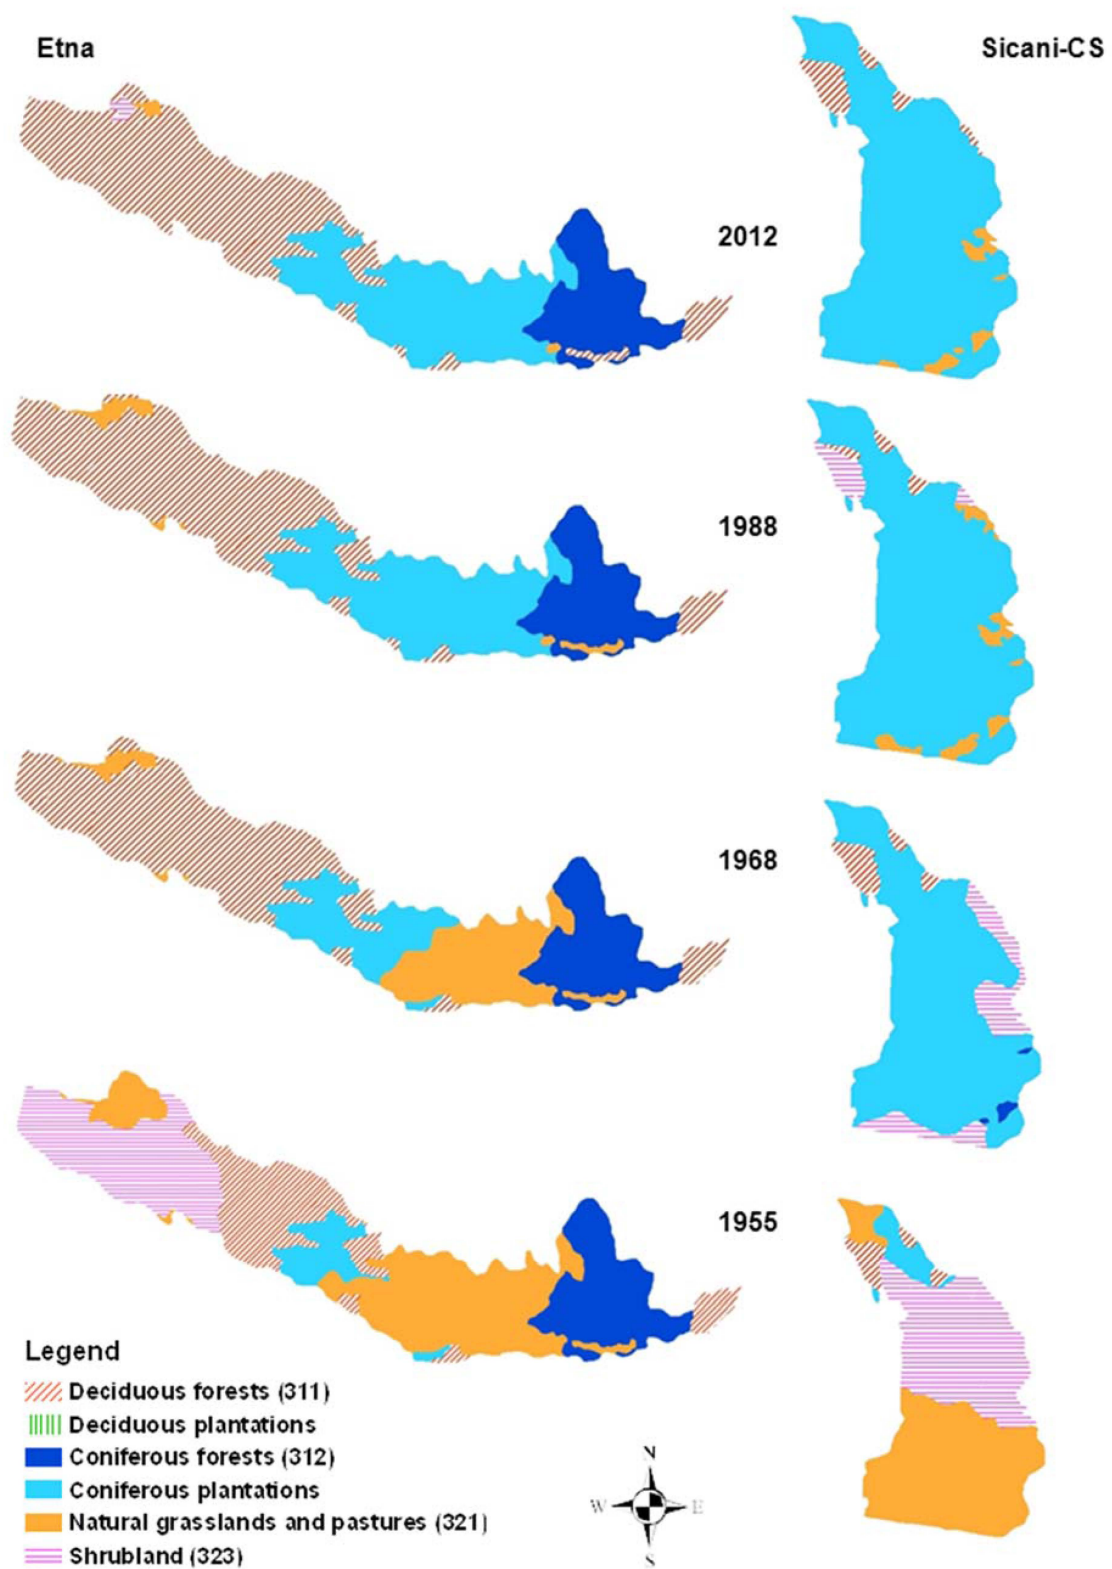 Etna
Sicani-CS
2012
1988
1968
1955
Legend
Deciduous forests (311)
Deciduous plantations
Coniferous forests (312)
Coniferous plantations
Natural grasslands and pastures (321)
Shrubland (323)
N
W E
S